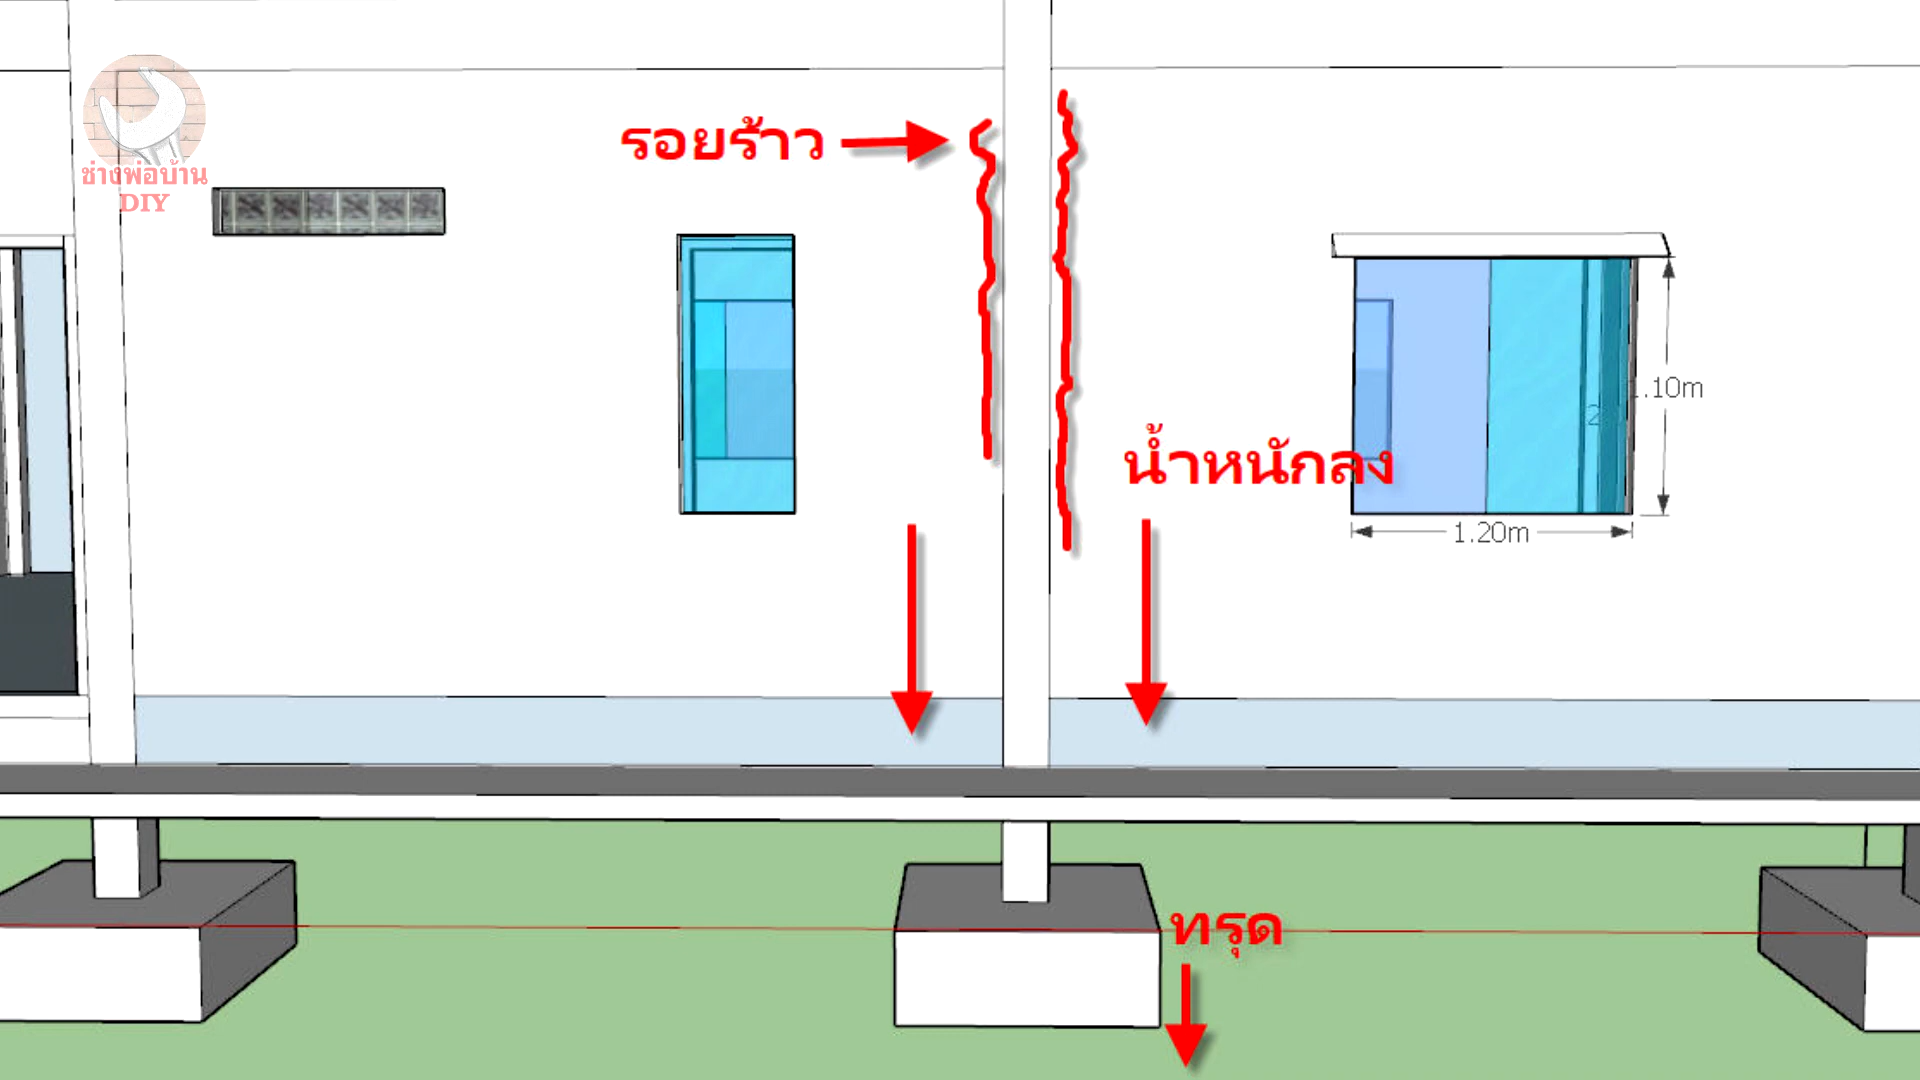 รอยร้าว
ช่างพ่อบ้าน
DIY
น้ำหนักลง
.10m
1.20m
ทรุด